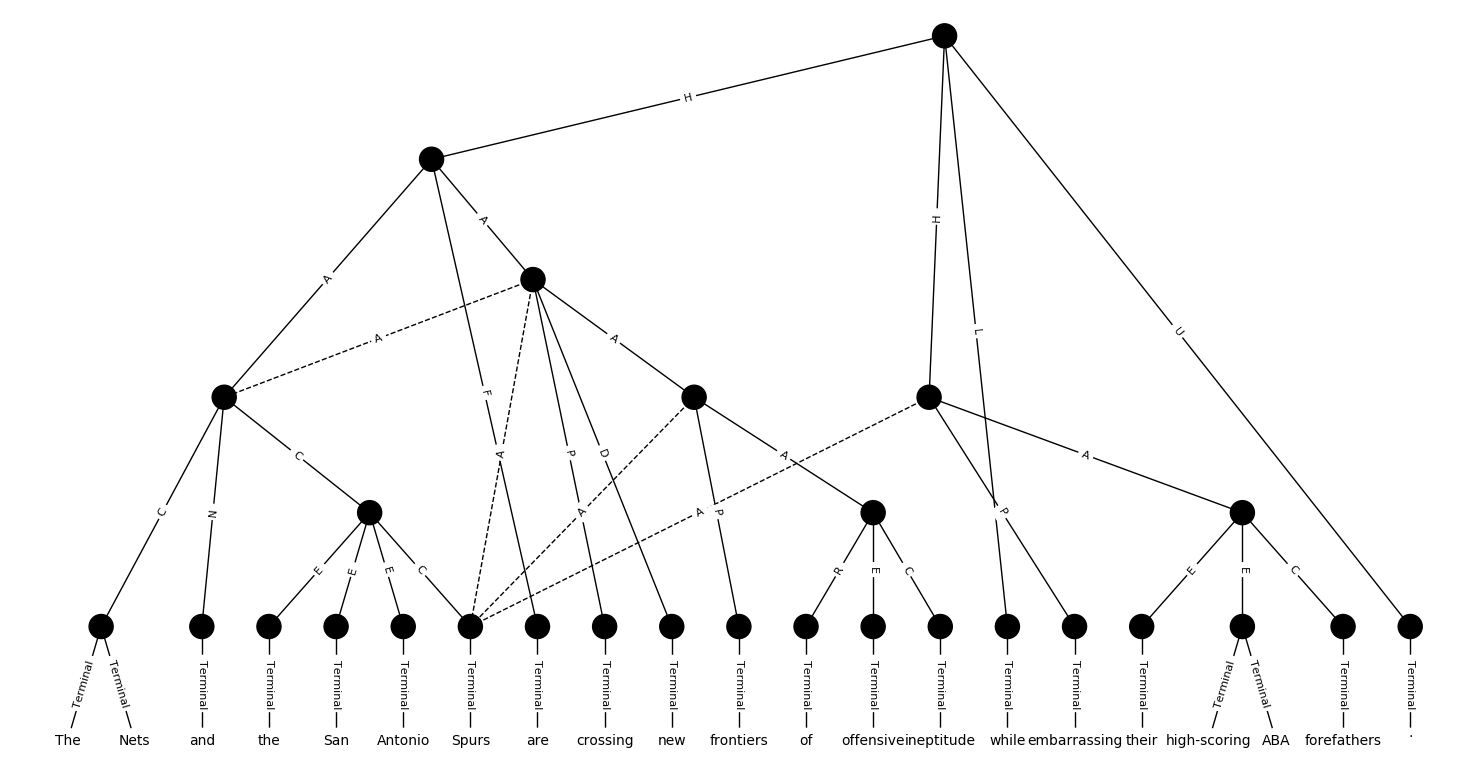 H
A
H
A
L
U
A
A
F
C
A
P
D
A
A
C
N
A
A
P
P
E
E
E
C
R
E
C
E
E
C
Terminal Terminal Terminal Terminal Terminal Terminal Terminal Terminal Terminal Terminal Terminal Terminal Terminal Terminal Terminal Terminal Terminal Terminal Terminal Terminal Terminal
The Nets and the San Antonio Spurs are crossing new frontiers of offensive ineptitude while embarrassing their high-scoring ABA forefathers .